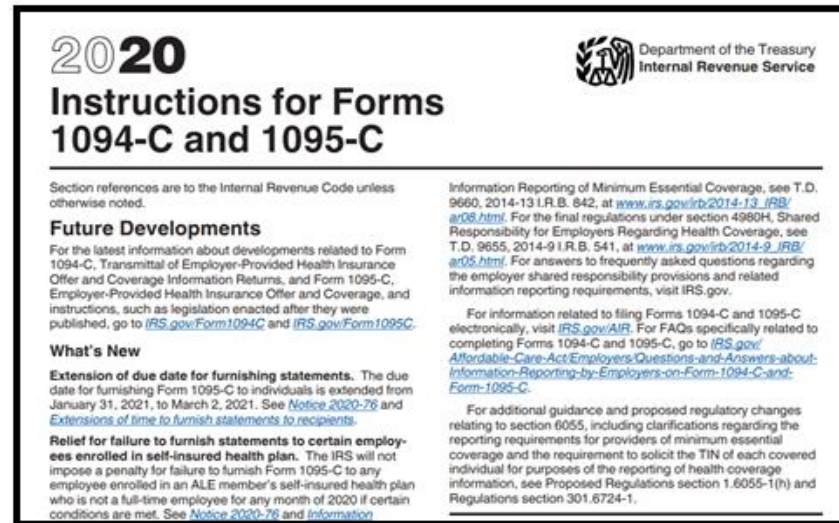 2020
Department of the Treasury
Internal Revenue Service
Instructions for Forms
1094-C and 1095-C
Section references are to the Internal Revenue Code unless
otherwise noted.
Future Developments
For the latest information about developments related to Form
1094-C, Transmittal of Employer-Provided Health Insurance
Offer and Coverage Information Returns, and Form 1095-C,
Employer-Provided Health Insurance Offer and Coverage, and
instructions, such as legislation enacted after they were
published, go to IRS.gov/Form1094C and IRS.gov/Form1095C.
What's New
Extension of due date for furnishing statements. The due
date for furnishing Form 1095-C to individuals is extended from
January 31, 2021, to March 2, 2021. See Notice 2020-76 and
Extensions of time to furnish statements to recipients.
Relief for failure to furnish statements to certain employ-
ees enrolled in self-insured health plan. The IRS will not
impose a penalty for failure to furnish Form 1095-C to any
employee enrolled in an ALE member's self-insured health plan
who is not a full-time employee for any month of 2020 if certain
conditions are met. See Notice 2020-76 and Information
Information Reporting of Minimum Essential Coverage, see T.D.
9660, 2014-13 I.R.B. 842, at www.irs.gov/irb/2014-13_IRB/
ar08.html. For the final regulations under section 4980H, Shared
Responsibility for Employers Regarding Health Coverage, see
T.D. 9655, 2014-9 I.R.B. 541, at www.irs.gov/irb/2014-9_IRB/
ar05.html. For answers to frequently asked questions regarding
the employer shared responsibility provisions and related
information reporting requirements, visit IRS.gov.
For information related to filing Forms 1094-C and 1095-C
electronically, visit IRS.gov/AIR. For FAQs specifically related to
completing Forms 1094-C and 1095-C, go to IRS.gov/
Affordable-Care-Act/Employers/Questions-and-Answers-about-
Information-Reporting-by-Employers-on-Form-1094-C-and-
Form-1095-C.
For additional guidance and proposed regulatory changes
relating to section 6055, including clarifications regarding the
reporting requirements for providers of minimum essential
coverage and the requirement to solicit the TIN of each covered
individual for purposes of the reporting of health coverage
information, see Proposed Regulations section 1.6055-1(h) and
Regulations section 301.6724-1.